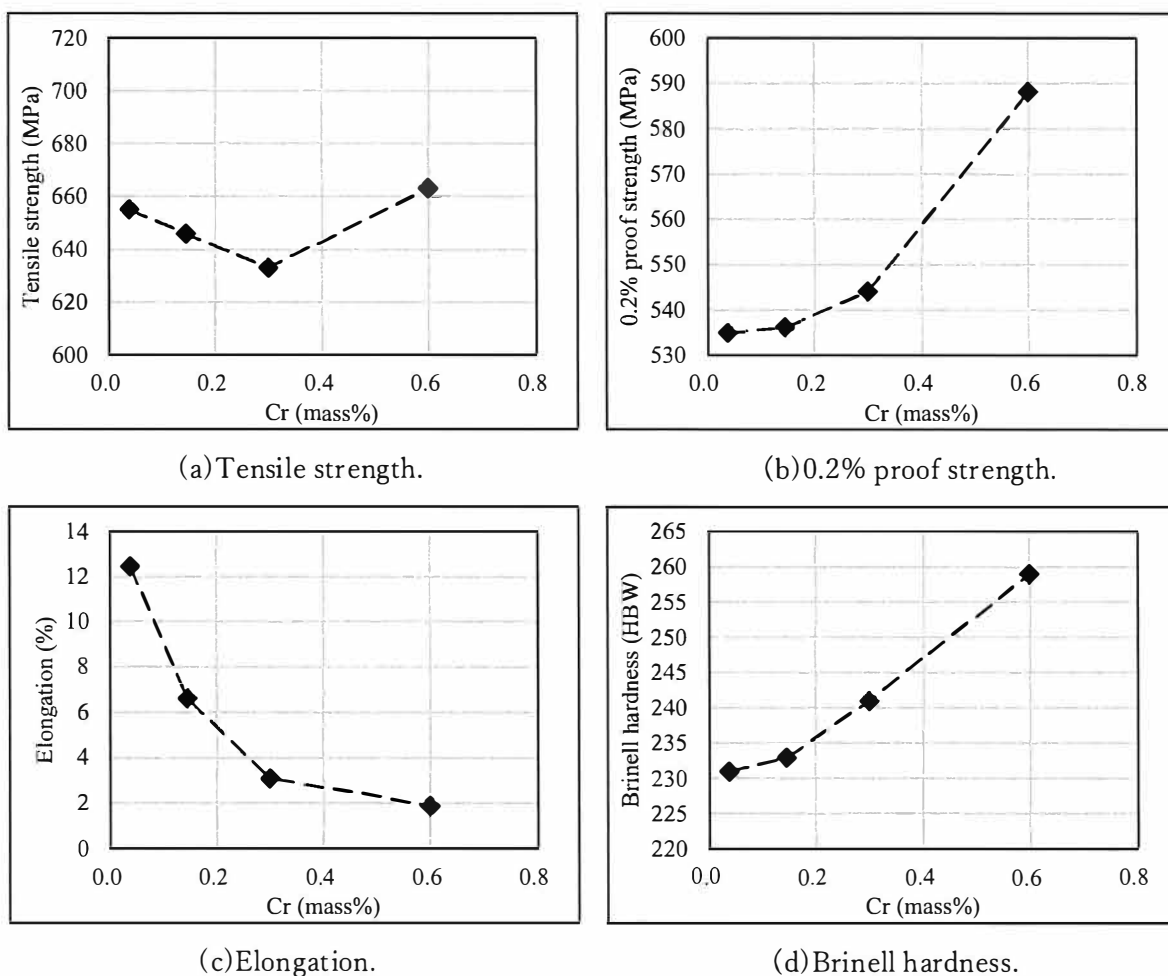 Tensile strength (MPa)
720
700
680
660
640
620
600
0.0 0.2 0.4 0.6 0.8
Cr (mass%)
(a)Tensile strength.
0.2% proof strength (MPa)
600
590
580
570
560
550
540
530
0.0 0.2 0.4 0.6 0.8
Cr (mass%)
(b)0.2% proof strength.
Elongation (%)
14
12
10
8
6
4
2
0
0.0 0.2 0.4 0.6 0.8
Cr (mass%)
(c)Elongation.
Brinell hardness (HBW)
265
260
255
250
245
240
235
230
225
220
0.0 0.2 0.4 0.6 0.8
Cr (mass%)
(d)Brinell hardness.